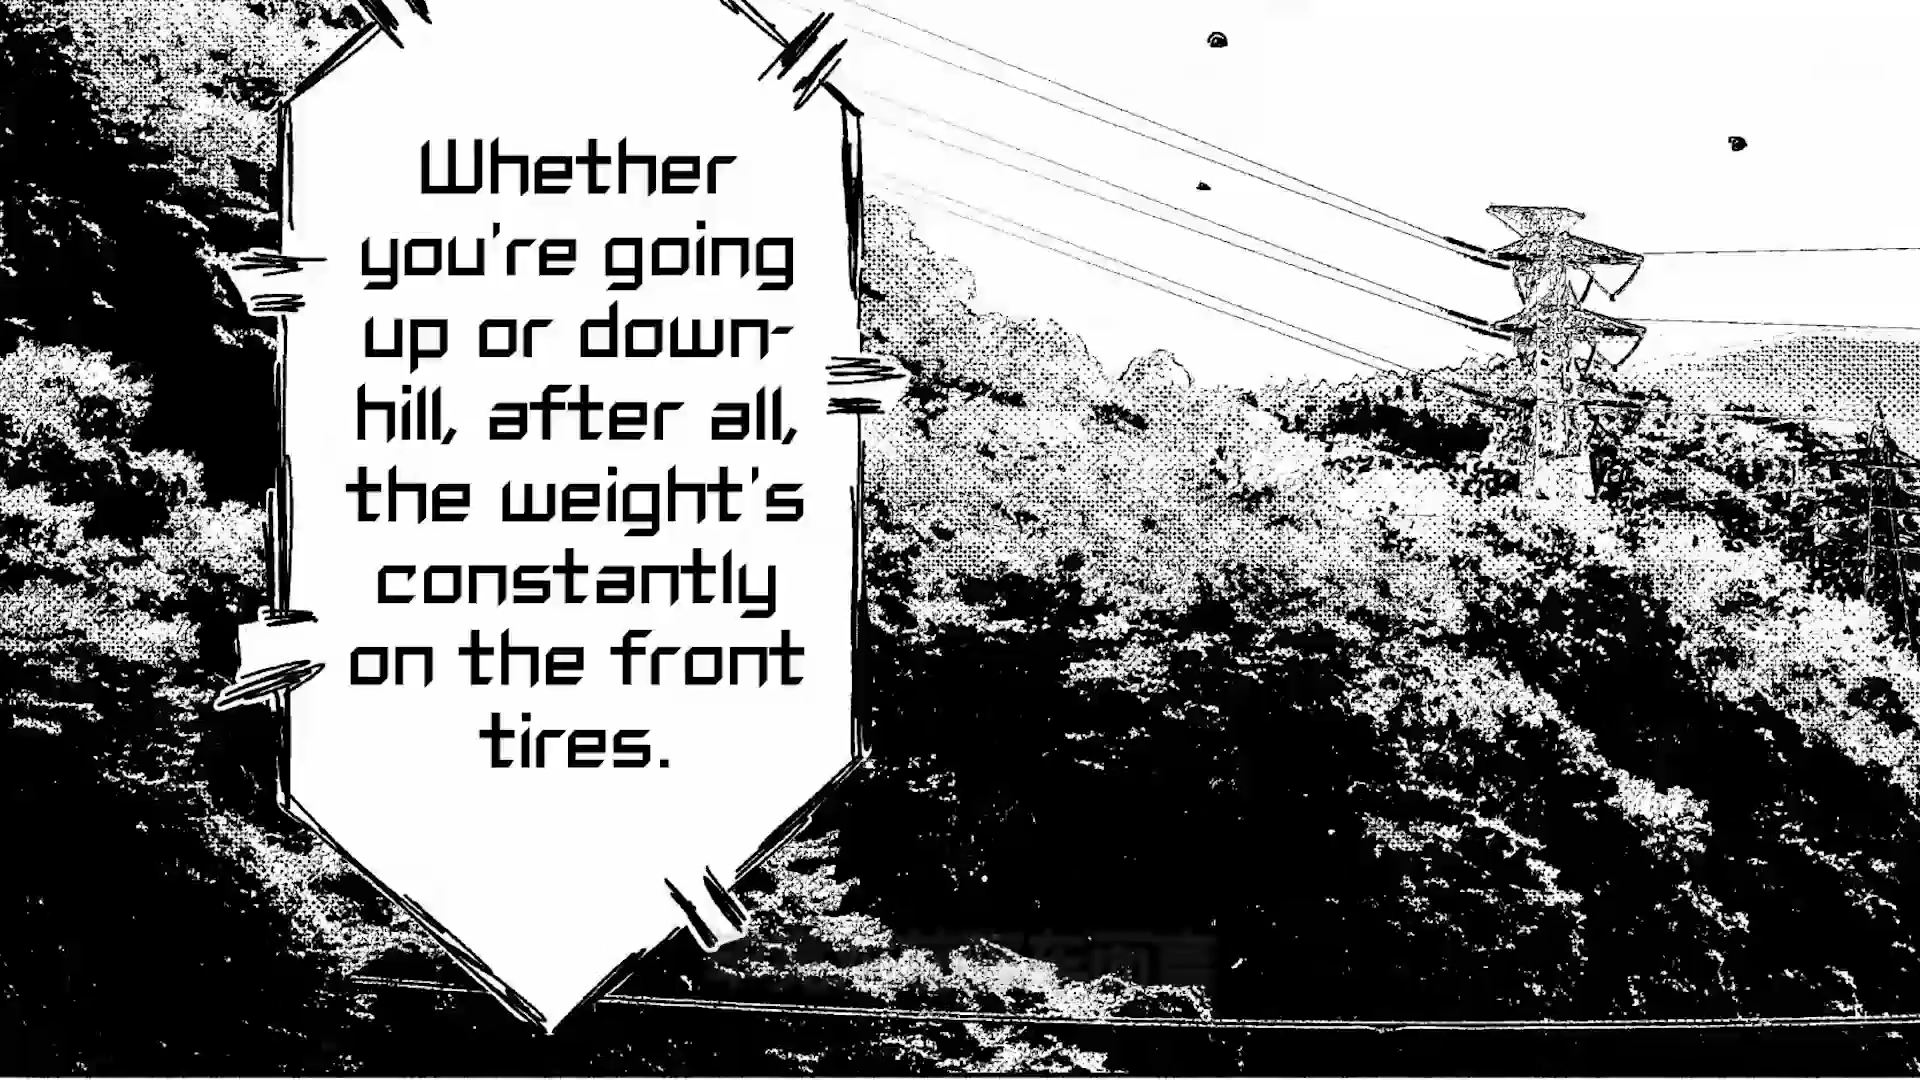 Whether
you're going
up or down-
hill, after all,
the weight's
constantly
on the front
tires.